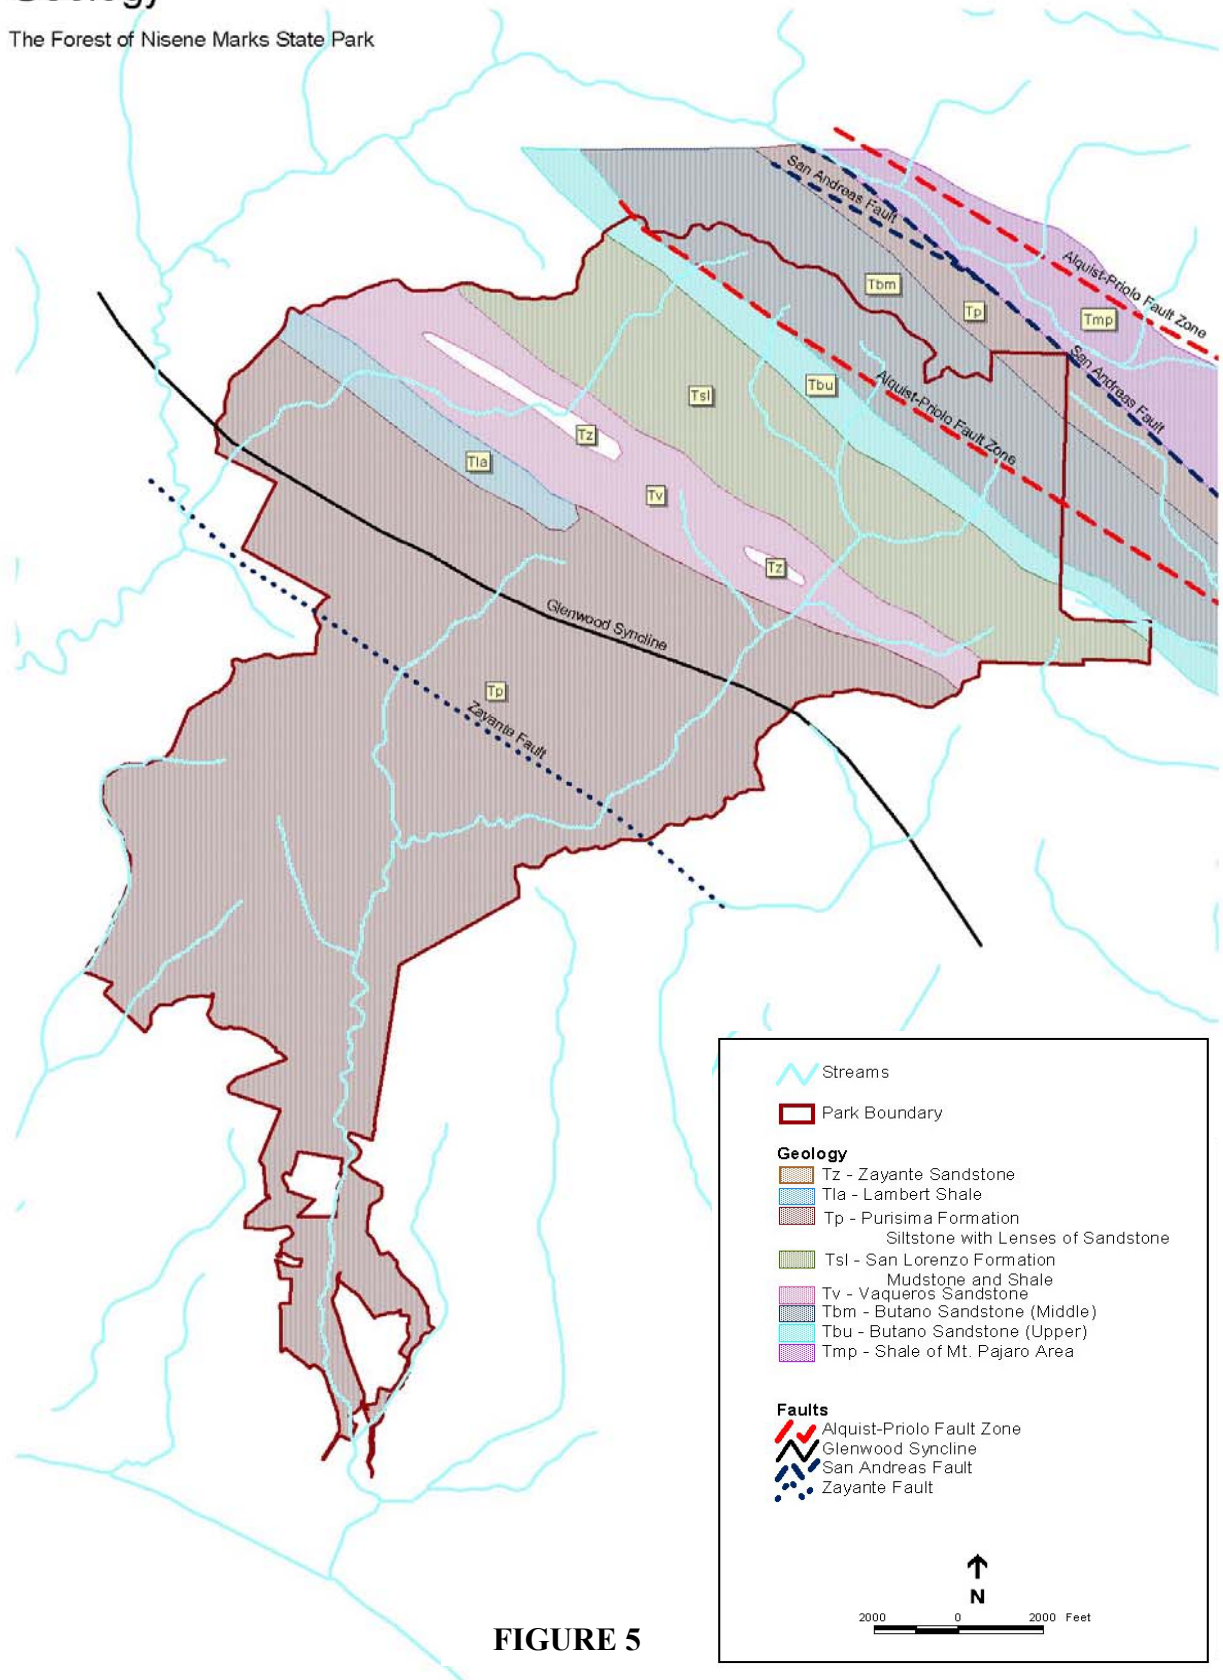 The Forest of Nisene Marks State Park
San Andreas Fault
Alquist-Priolo Fault Zone
Tbm
Tp
Tmp
San Andreas Fault
Tbu
Alquist-Priolo Fault Zone
Tsl
Tz
Tla
Tv
Tz
Glenwood Syncline
Tp
Zayante Fault
Streams
Park Boundary
Geology
Tz - Zayante Sandstone
Tla - Lambert Shale
Tp - Purisima Formation
Siltstone with Lenses of Sandstone
Tsl - San Lorenzo Formation
Mudstone and Shale
Tv - Vaqueros Sandstone
Tbm - Butano Sandstone (Middle)
Tbu - Butano Sandstone (Upper)
Tmp - Shale of Mt. Pajaro Area
Faults
Alquist-Priolo Fault Zone
Glenwood Syncline
San Andreas Fault
Zayante Fault
N
2000 0 2000 Feet
FIGURE 5